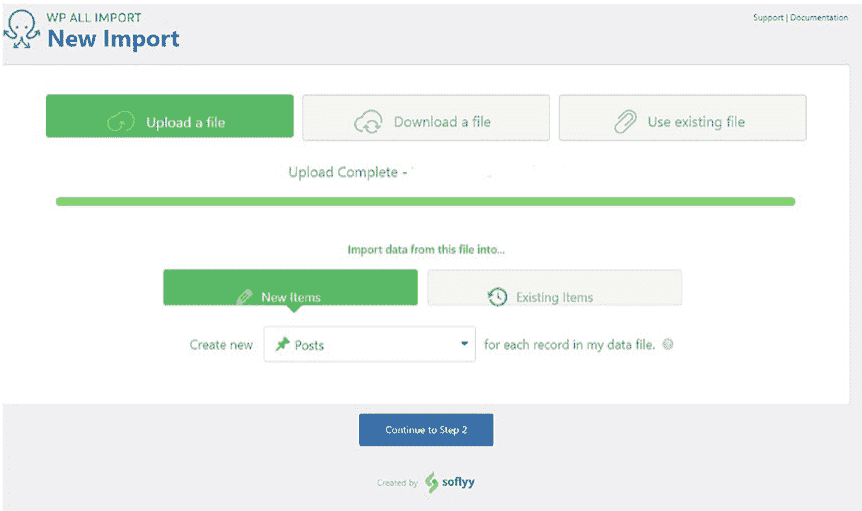 WP ALL IMPORT
New Import
Support | Documentation
Upload a file
Download a file
Use existing file
Upload Complete -
Import data from this file into...
New Items
Existing Items
Create new
Posts
for each record in my data file.
Continue to Step 2
Created by
soflyy